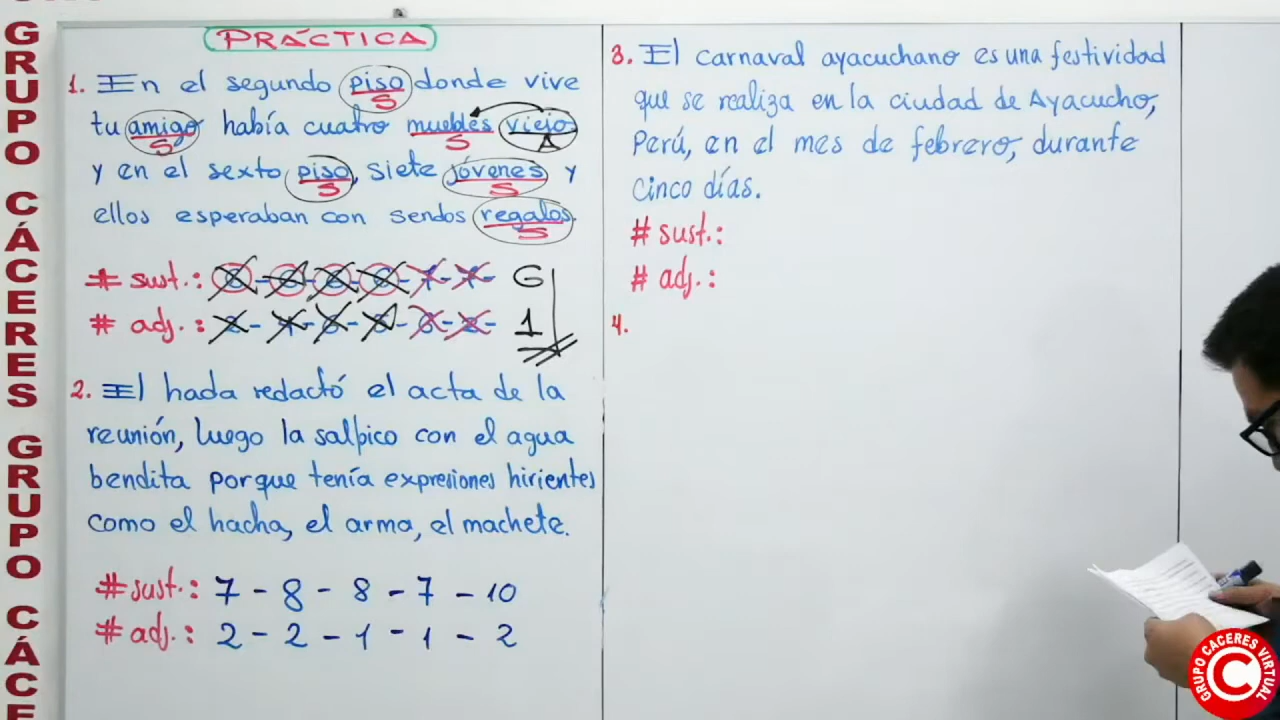 GRUPO CÁCERES GRUPO CÁCE
PRÁCTICA
1. En el segundo piso donde vive
S
tu amigo había cuatro muebles viejo
S S A
y en el sexto piso, siete jóvenes y
S S
ellos esperaban con sendos regalos.
S
# sust.: 6
# adj.: 1
2. El hada redactó el acta de la
reunión, luego la salpico con el agua
bendita porque tenía expresiones hirientes
como el hacha, el arma, el machete.
# sust.: 7 - 8 - 8 - 7 - 10
# adj.: 2 - 2 - 1 - 1 - 2
3. El carnaval ayacuchano es una festividad
que se realiza en la ciudad de Ayacucho,
Perú, en el mes de febrero, durante
cinco días.
# sust.:
# adj.:
4.
GRUPO CACERES VIRTUAL
C